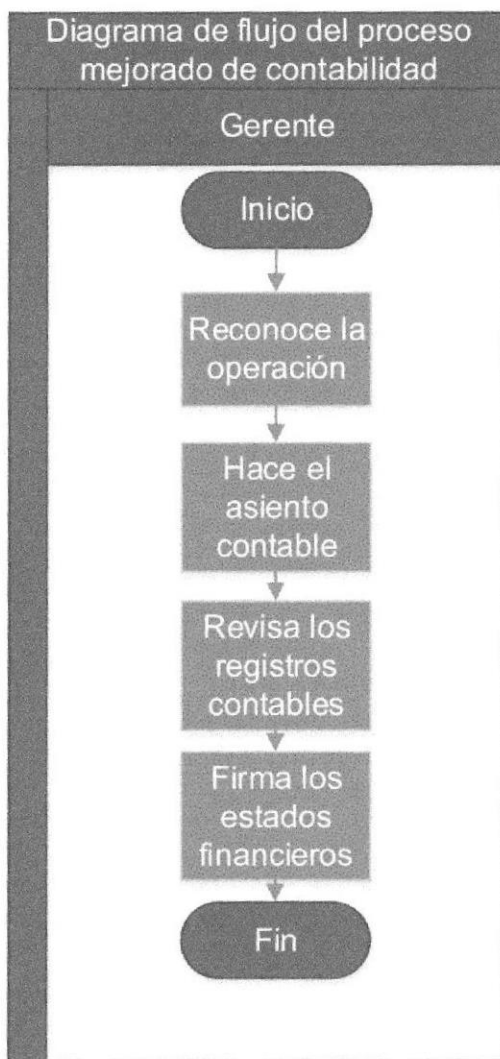 Diagrama de flujo del proceso
mejorado de contabilidad
Gerente
Inicio
Reconoce la
operación
Hace el
asiento
contable
Revisa los
registros
contables
Firma los
estados
financieros
Fin